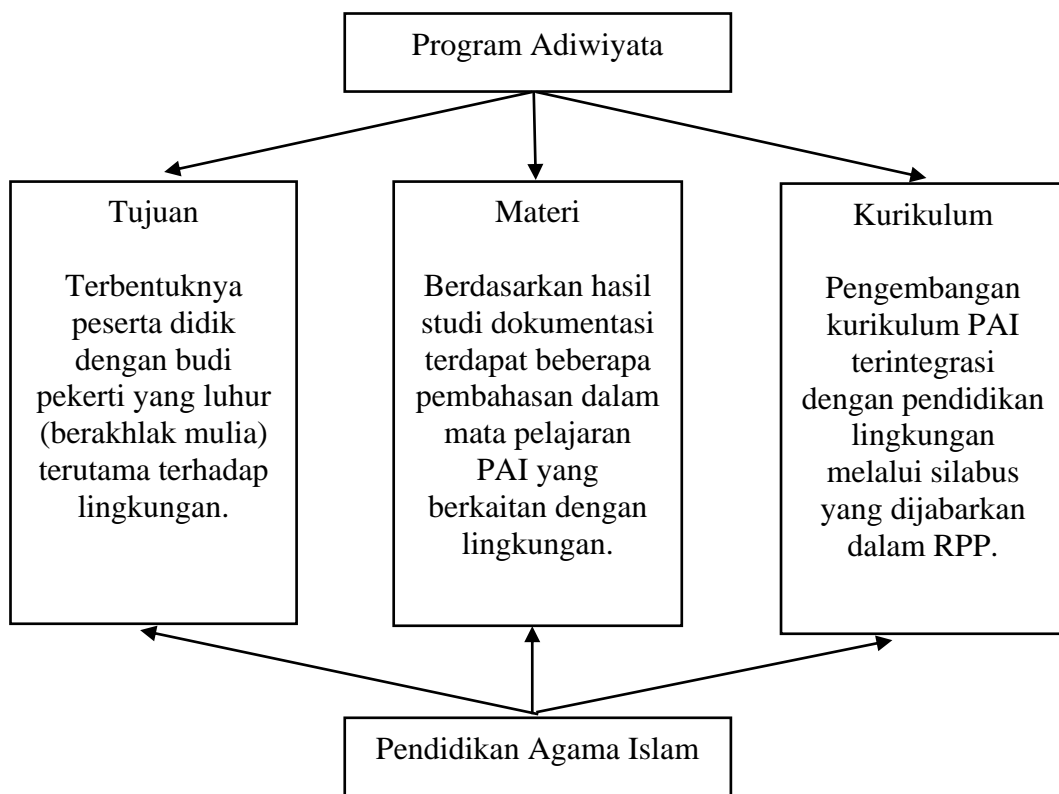 Program Adiwiyata
Tujuan
Terbentuknya
peserta didik
dengan budi
pekerti yang luhur
(berakhlak mulia)
terutama terhadap
lingkungan.
Materi
Berdasarkan hasil
studi dokumentasi
terdapat beberapa
pembahasan dalam
mata pelajaran
PAI yang
berkaitan dengan
lingkungan.
Kurikulum
Pengembangan
kurikulum PAI
terintegrasi
dengan pendidikan
lingkungan
melalui silabus
yang dijabarkan
dalam RPP.
Pendidikan Agama Islam